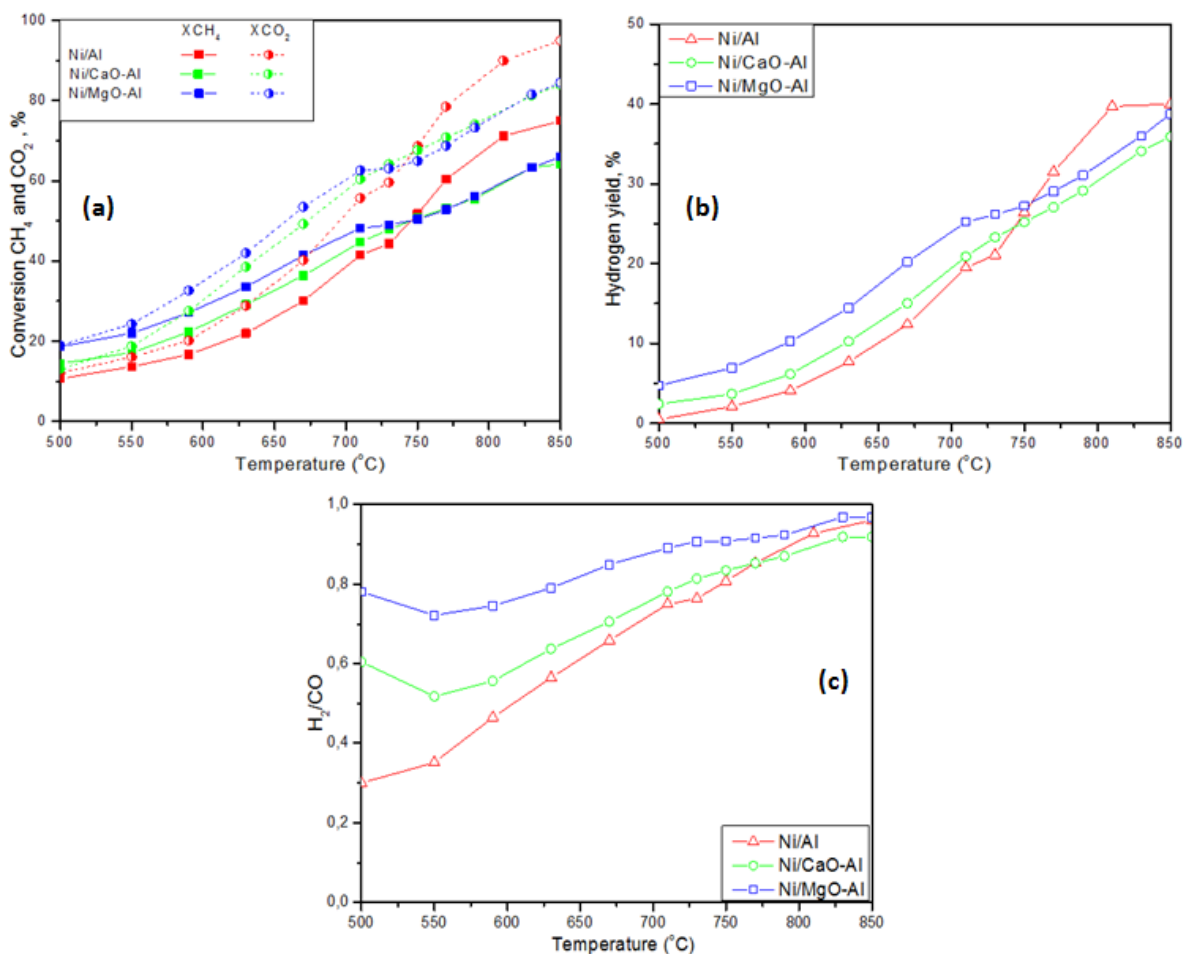 100
80
60
40
20
0
Conversion CH4 and CO2 , %
XCH4 XCO2
Ni/Al
Ni/CaO-Al
Ni/MgO-Al
(a)
500 550 600 650 700 750 800 850
Temperature (°C)
50
40
30
20
10
0
Hydrogen yield, %
Ni/Al
Ni/CaO-Al
Ni/MgO-Al
(b)
500 550 600 650 700 750 800 850
Temperature (°C)
1,0
0,8
0,6
0,4
0,2
0,0
H2/CO
(c)
Ni/Al
Ni/CaO-Al
Ni/MgO-Al
500 550 600 650 700 750 800 850
Temperature (°C)